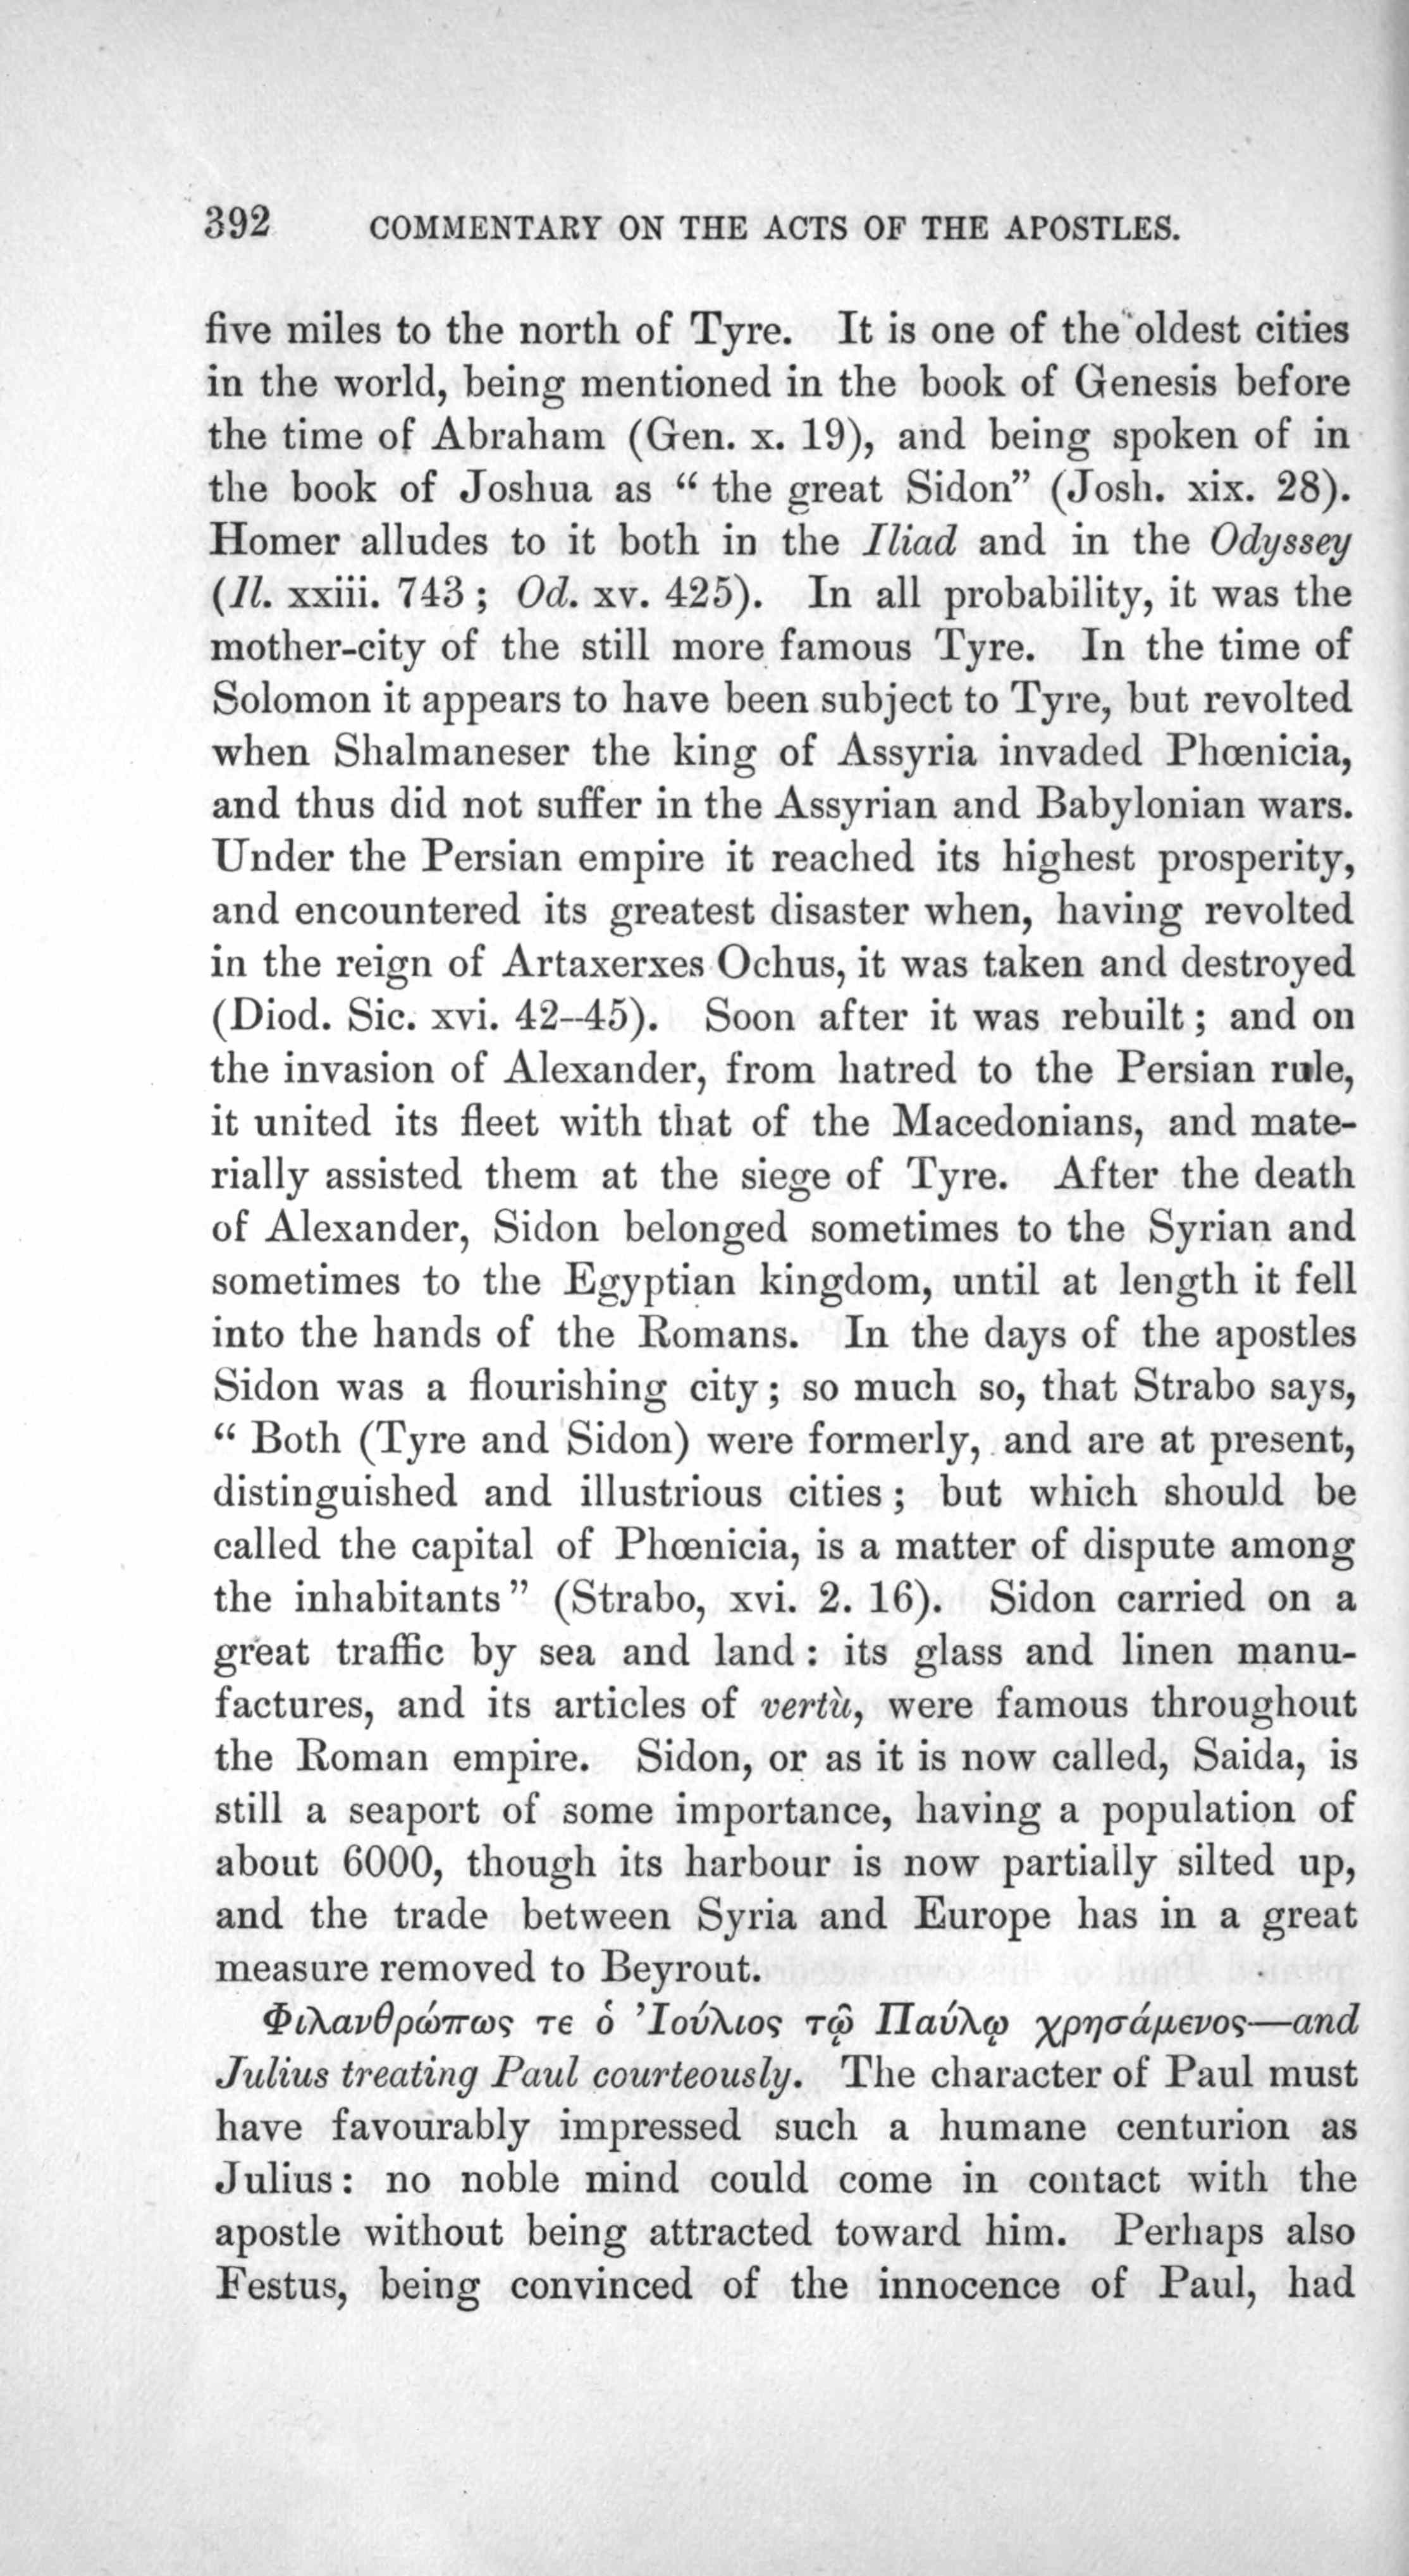 392 COMMENTARY ON THE ACTS OF THE APOSTLES.
five miles to the north of Tyre. It is one of the oldest cities
in the world, being mentioned in the book of Genesis before
the time of Abraham (Gen. x. 19), and being spoken of in
the book of Joshua as “ the great Sidon” (Josh. xix. 28).
Homer alludes to it both in the Iliad and in the Odyssey
(Il. xxiii. 743 ; Od. xv. 425). In all probability, it was the
mother-city of the still more famous Tyre. In the time of
Solomon it appears to have been subject to Tyre, but revolted
when Shalmaneser the king of Assyria invaded Phœnicia,
and thus did not suffer in the Assyrian and Babylonian wars.
Under the Persian empire it reached its highest prosperity,
and encountered its greatest disaster when, having revolted
in the reign of Artaxerxes Ochus, it was taken and destroyed
(Diod. Sic. xvi. 42–45). Soon after it was rebuilt ; and on
the invasion of Alexander, from hatred to the Persian rule,
it united its fleet with that of the Macedonians, and mate-
rially assisted them at the siege of Tyre. After the death
of Alexander, Sidon belonged sometimes to the Syrian and
sometimes to the Egyptian kingdom, until at length it fell
into the hands of the Romans. In the days of the apostles
Sidon was a flourishing city ; so much so, that Strabo says,
“ Both (Tyre and Sidon) were formerly, and are at present,
distinguished and illustrious cities ; but which should be
called the capital of Phœnicia, is a matter of dispute among
the inhabitants” (Strabo, xvi. 2. 16). Sidon carried on a
great traffic by sea and land : its glass and linen manu-
factures, and its articles of vertù, were famous throughout
the Roman empire. Sidon, or as it is now called, Saida, is
still a seaport of some importance, having a population of
about 6000, though its harbour is now partially silted up,
and the trade between Syria and Europe has in a great
measure removed to Beyrout.
Φιλανθρώπως τε ὁ Ἰούλιος τῷ Παύλῳ χρησάμενος—and
Julius treating Paul courteously. The character of Paul must
have favourably impressed such a humane centurion as
Julius : no noble mind could come in contact with the
apostle without being attracted toward him. Perhaps also
Festus, being convinced of the innocence of Paul, had